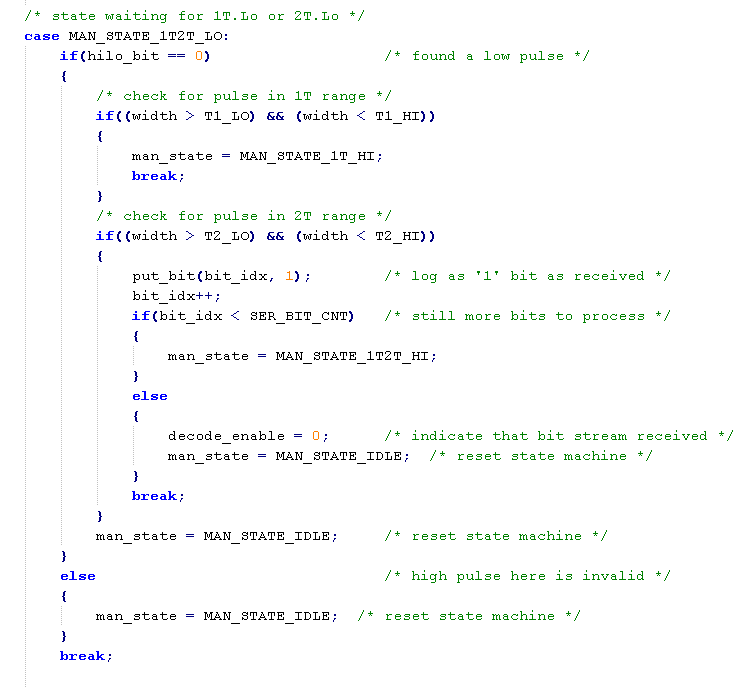 /* state waiting for 1T.Lo or 2T.Lo */
case MAN_STATE_1T2T_LO:
if(hilo_bit == 0) /* found a low pulse */
{
/* check for pulse in 1T range */
if((width > T1_LO) && (width < T1_HI))
{
man_state = MAN_STATE_1T_HI;
break;
}
/* check for pulse in 2T range */
if((width > T2_LO) && (width < T2_HI))
{
put_bit(bit_idx, 1); /* log as '1' bit as received */
bit_idx++;
if(bit_idx < SER_BIT_CNT) /* still more bits to process */
{
man_state = MAN_STATE_1T2T_HI;
}
else
{
decode_enable = 0; /* indicate that bit stream received */
man_state = MAN_STATE_IDLE; /* reset state machine */
}
break;
}
man_state = MAN_STATE_IDLE; /* reset state machine */
}
else /* high pulse here is invalid */
{
man_state = MAN_STATE_IDLE; /* reset state machine */
}
break;